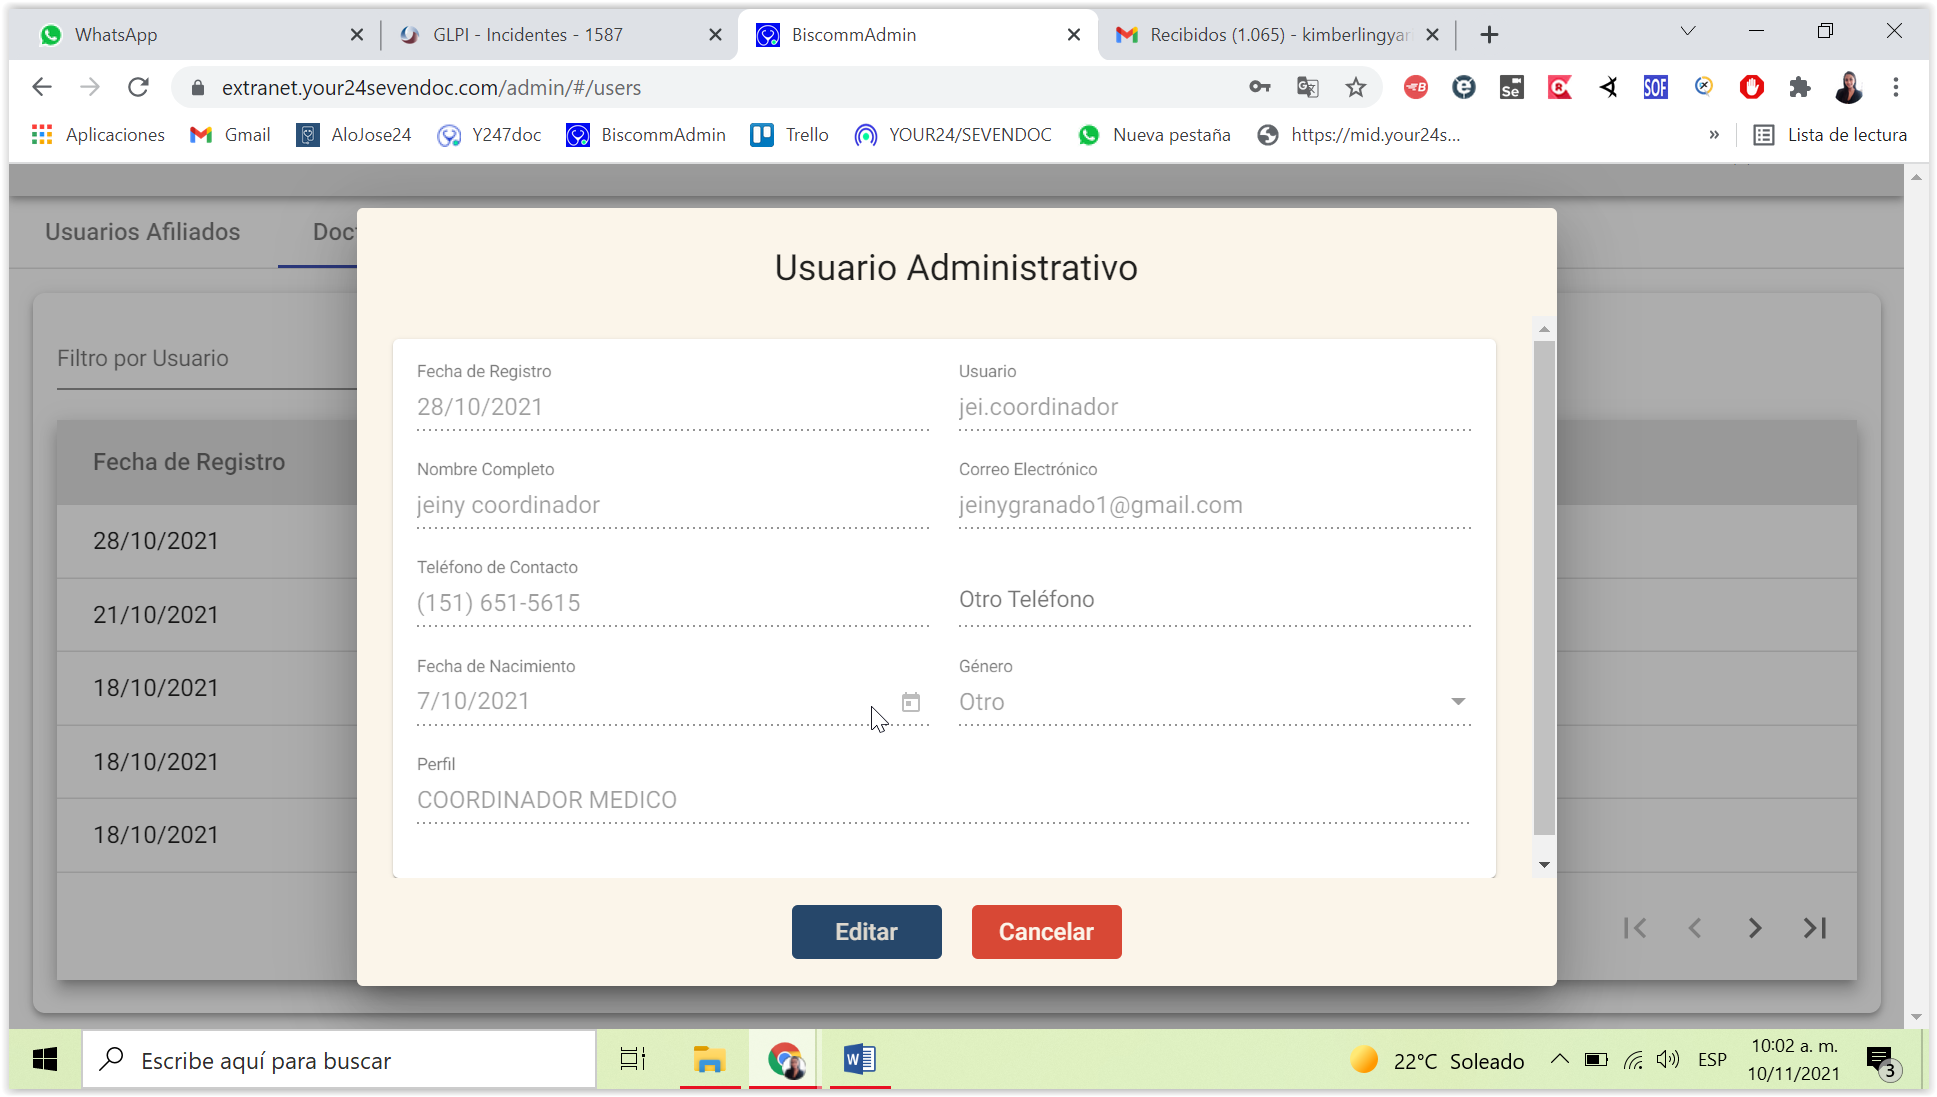 WhatsApp
GLPI - Incidentes - 1587
BiscommAdmin
Recibidos (1.065) - kimberlingyar
extranet.your24sevendoc.com/admin/#/users
Se
SOF
Aplicaciones
Gmail
AloJose24
Y247doc
BiscommAdmin
Trello
YOUR24/SEVENDOC
Nueva pestaña
https://mid.your24s...
»
Lista de lectura
Usuarios Afiliados
Doct
Filtro por Usuario
Fecha de Registro
28/10/2021
21/10/2021
18/10/2021
18/10/2021
18/10/2021
Usuario Administrativo
Fecha de Registro
28/10/2021
Usuario
jei.coordinador
Nombre Completo
jeiny coordinador
Correo Electrónico
jeinygranado1@gmail.com
Teléfono de Contacto
(151) 651-5615
Otro Teléfono
Fecha de Nacimiento
7/10/2021
Género
Otro
Perfil
COORDINADOR MEDICO
Editar
Cancelar
Escribe aquí para buscar
22°C Soleado
ESP
10:02 a. m.
10/11/2021
3